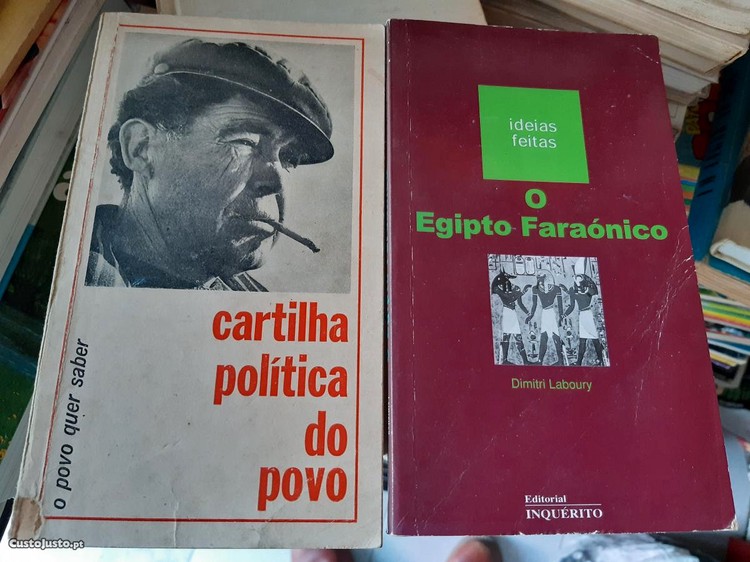 o povo quer saber
cartilha
política
do
povo
ideias
feitas
O
Egipto Faraónico
Dimitri Laboury
Editorial
INQUÉRITO
CustoJusto.pt